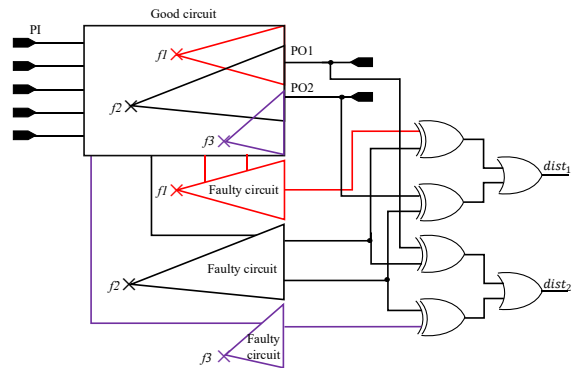 Good circuit
PI
f1
PO1
f2
PO2
f3
f1
Faulty circuit
dist1
Faulty circuit
f2
dist2
Faulty
circuit
f3